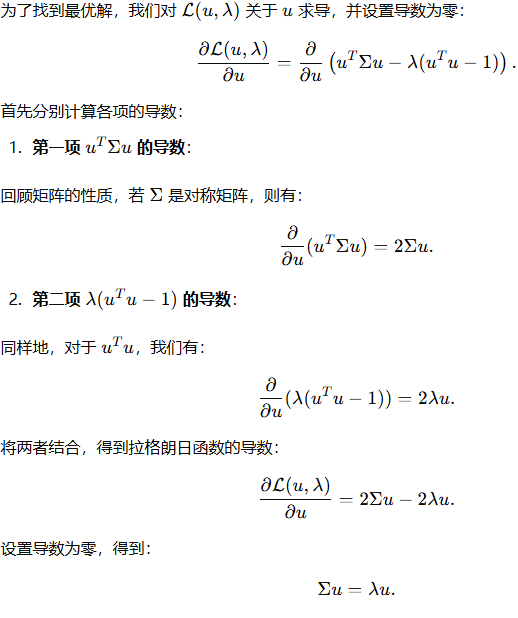 为了找到最优解，我们对 $\mathcal{L}(u, \lambda)$ 关于 $u$ 求导，并设置导数为零：
$$\frac{\partial \mathcal{L}(u, \lambda)}{\partial u} = \frac{\partial}{\partial u} \left( u^T \Sigma u - \lambda (u^T u - 1) \right).$$
首先分别计算各项的导数：
1. 第一项 $u^T \Sigma u$ 的导数：
回顾矩阵的性质，若 $\Sigma$ 是对称矩阵，则有：
$$\frac{\partial}{\partial u} (u^T \Sigma u) = 2 \Sigma u.$$
2. 第二项 $\lambda (u^T u - 1)$ 的导数：
同样地，对于 $u^T u$，我们有：
$$\frac{\partial}{\partial u} (\lambda (u^T u - 1)) = 2 \lambda u.$$
将两者结合，得到拉格朗日函数的导数：
$$\frac{\partial \mathcal{L}(u, \lambda)}{\partial u} = 2 \Sigma u - 2 \lambda u.$$
设置导数为零，得到：
$$\Sigma u = \lambda u.$$